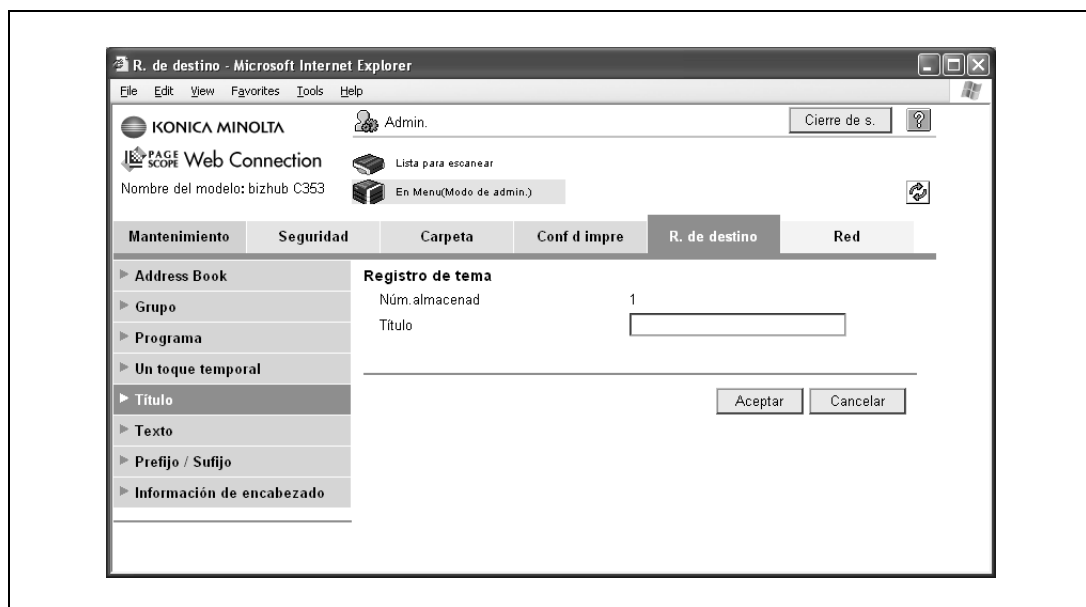 R. de destino - Microsoft Internet Explorer
File Edit View Favorites Tools Help
KONICA MINOLTA
Admin.
Cierre de s.
?
PAGE SCOPE Web Connection
Lista para escanear
Nombre del modelo: bizhub C353
En Menu(Modo de admin.)
Mantenimiento Seguridad Carpeta Conf d impre R. de destino Red
Address Book
Grupo
Programa
Un toque temporal
Título
Texto
Prefijo / Sufijo
Información de encabezado
Registro de tema
Núm.almacenad 1
Título
Aceptar Cancelar